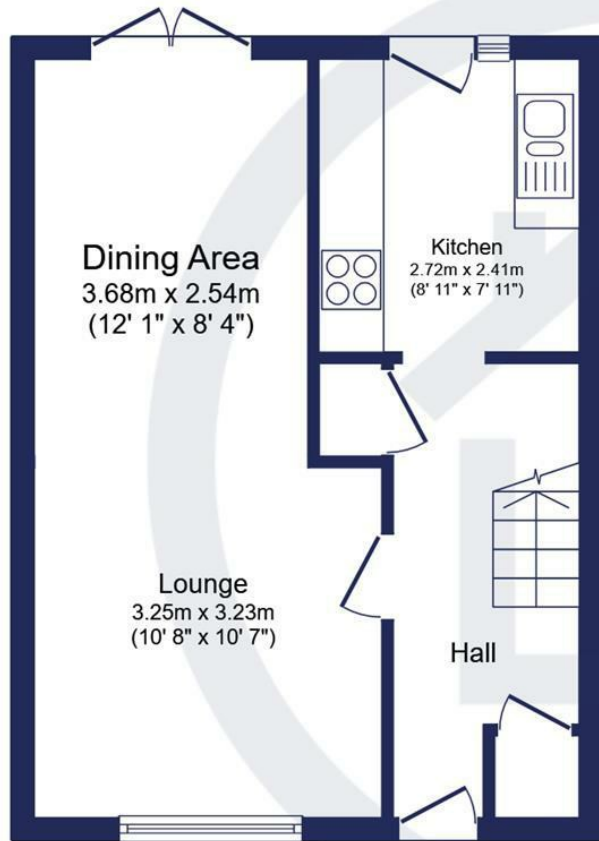 Dining Area
3.68m x 2.54m
(12' 1" x 8' 4")
Kitchen
2.72m x 2.41m
(8' 11" x 7' 11")
Lounge
3.25m x 3.23m
(10' 8" x 10' 7")
Hall